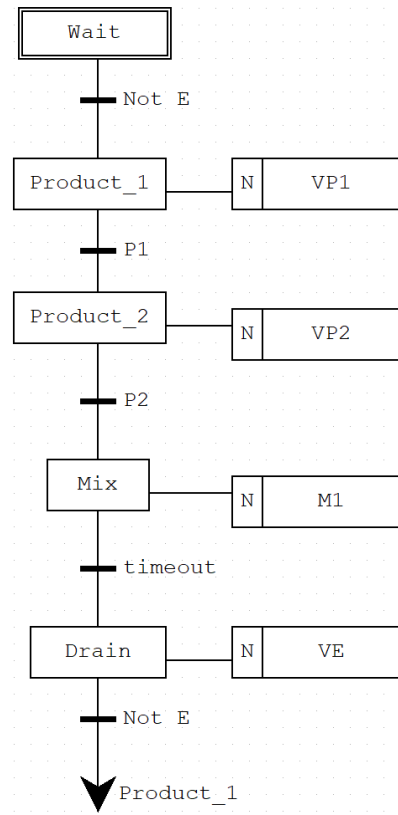 Wait
Not E
Product_1
N VP1
P1
Product_2
N VP2
P2
Mix
N M1
timeout
Drain
N VE
Not E
Product_1